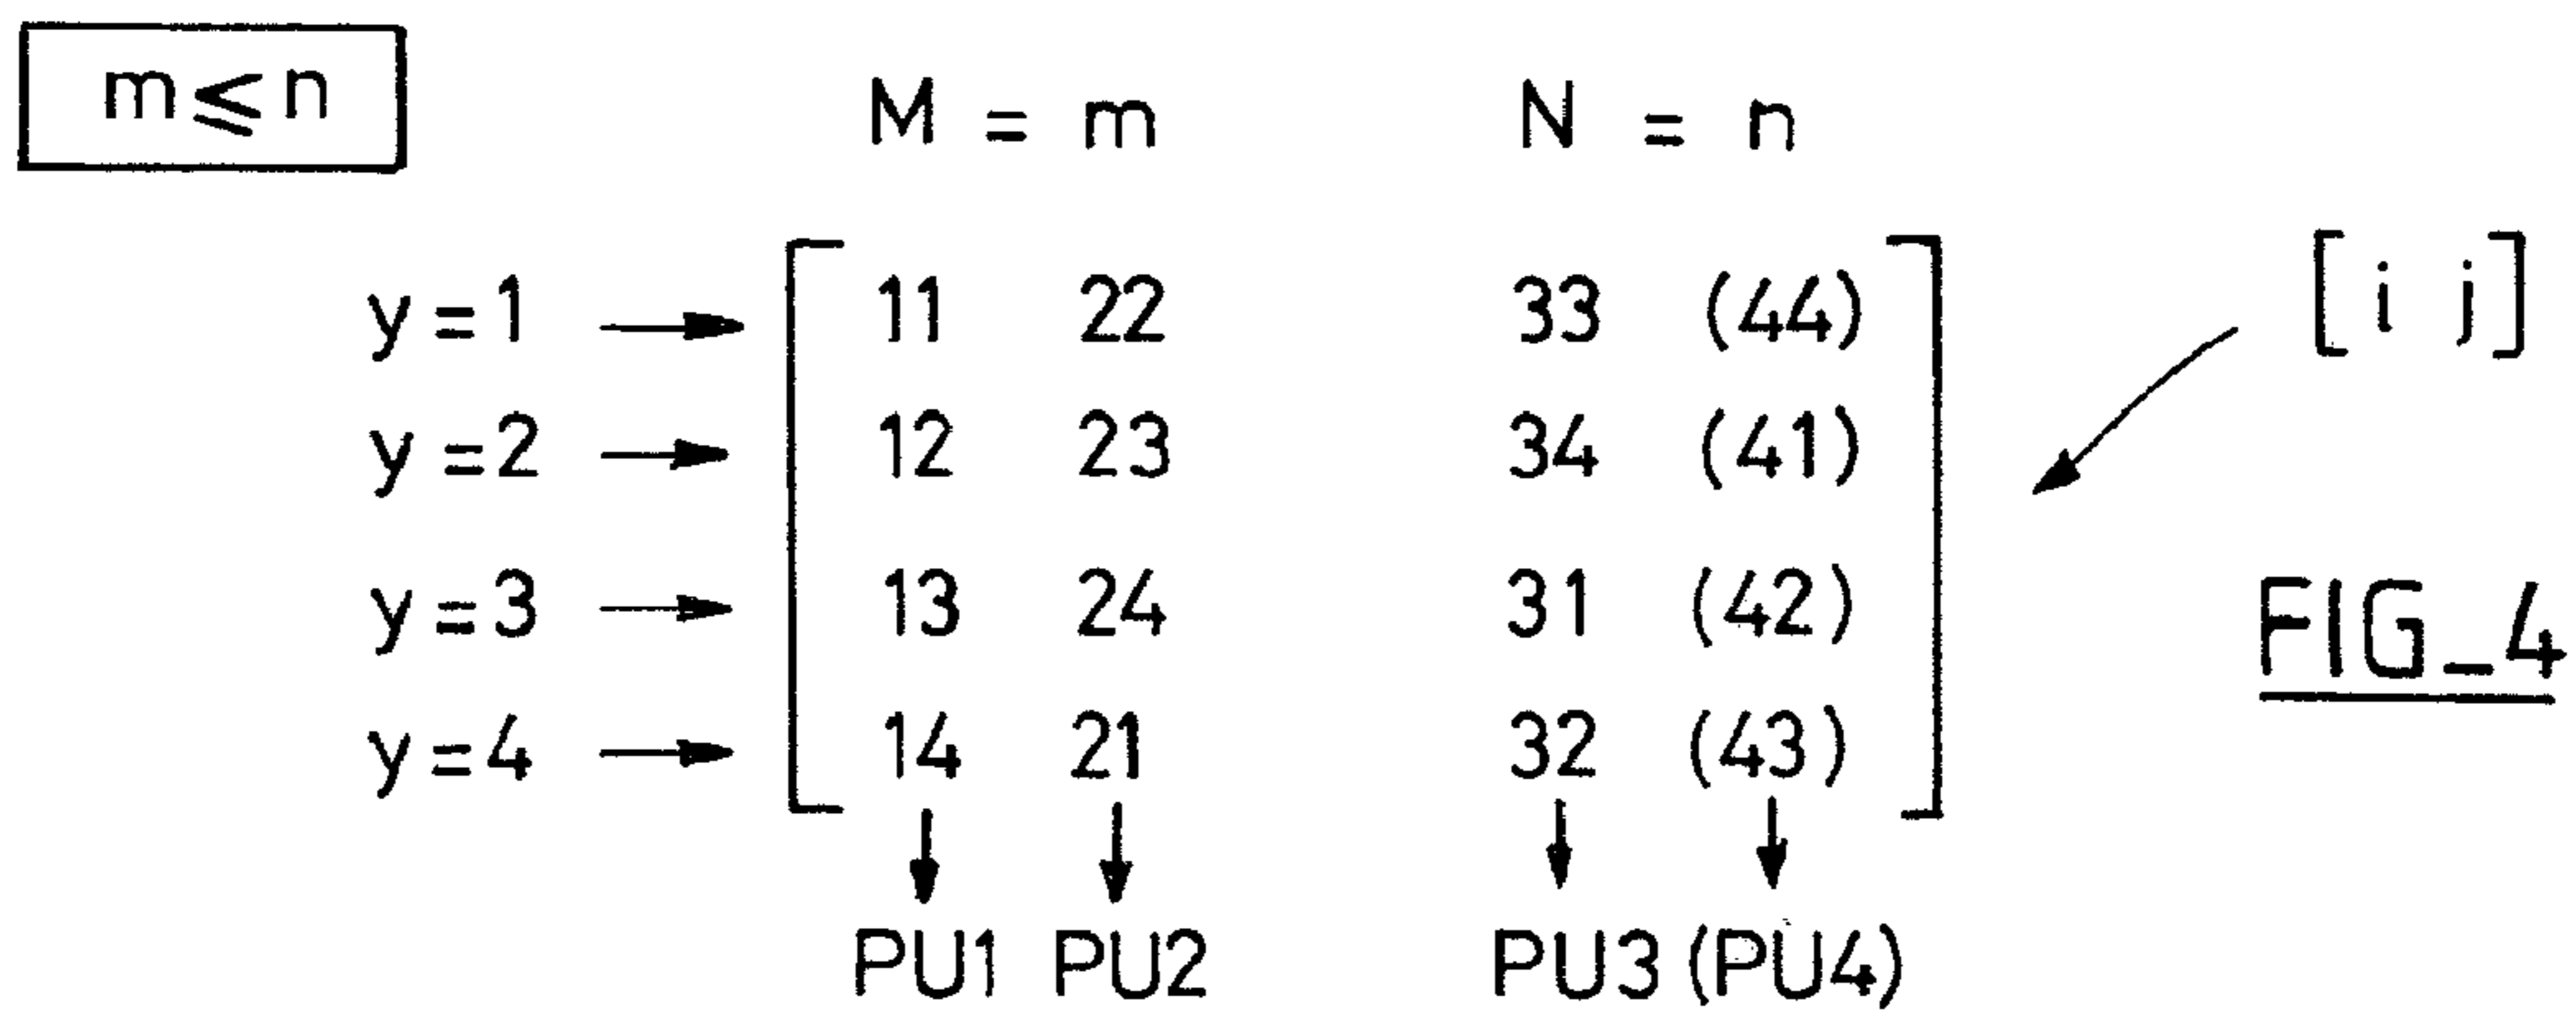 m ⩽ n
M = m N = n
y = 1 11 22 33 (44) [i j]
y = 2 12 23 34 (41)
y = 3 13 24 31 (42)
FIG_4
y = 4 14 21 32 (43)
PU1 PU2 PU3 (PU4)